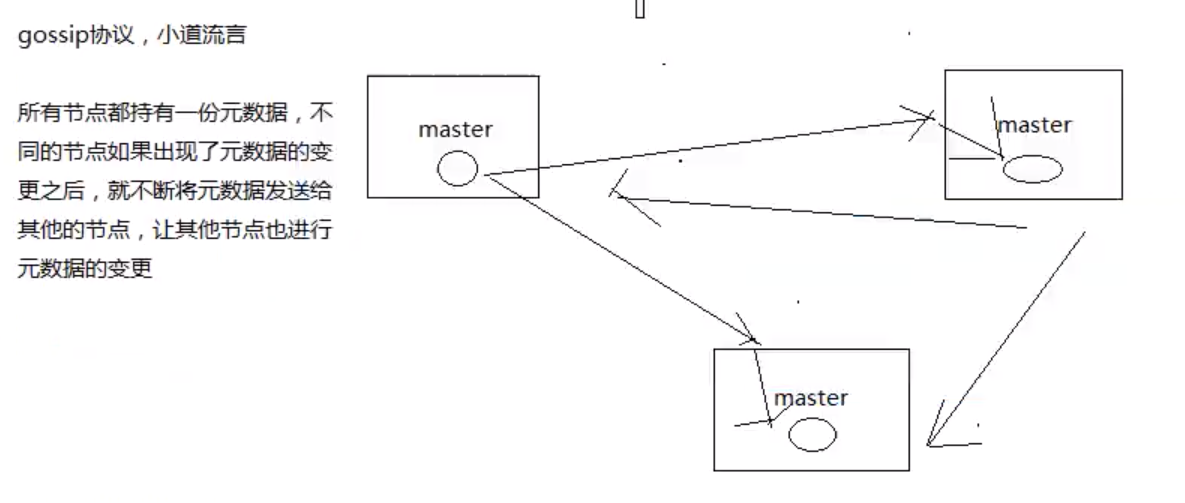 gossip协议，小道流言
所有节点都持有一份元数据，不
同的节点如果出现了元数据的变
更之后，就不断将元数据发送给
其他的节点，让其他节点也进行
元数据的变更
master
master
master